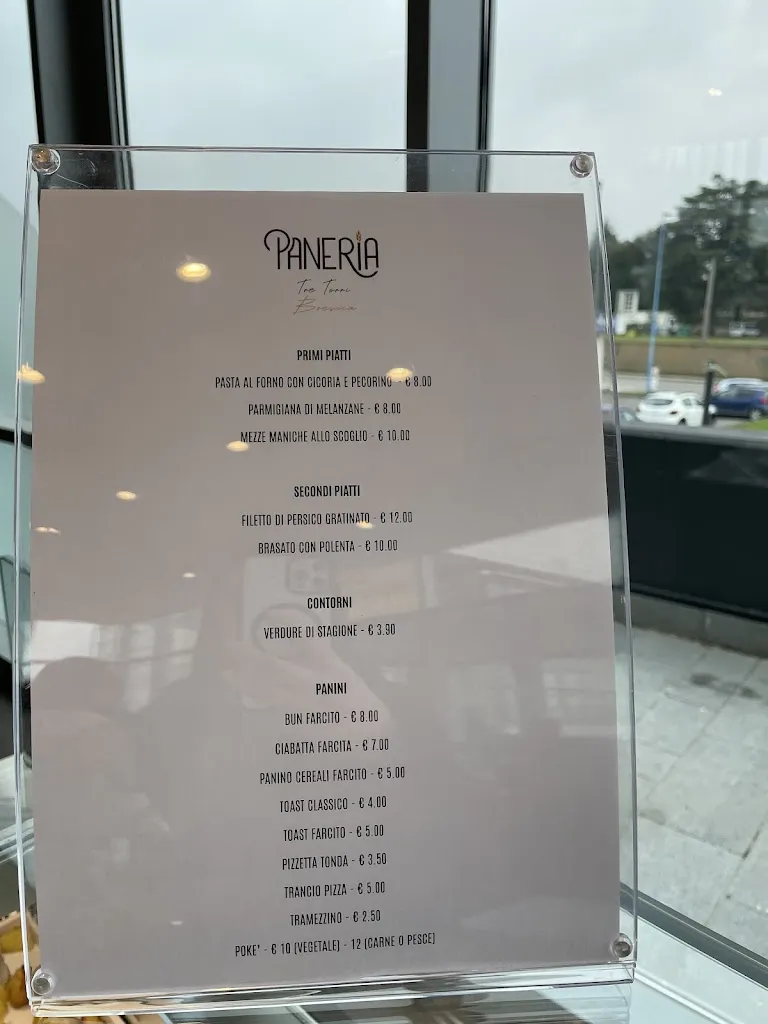 PANERIA
Tre Torri
Brescia
PRIMI PIATTI
PASTA AL FORNO CON CICORIA E PECORINO - € 8.00
PARMIGIANA DI MELANZANE - € 8.00
MEZZE MANICHE ALLO SCOGLIO - € 10.00
SECONDI PIATTI
FILETTO DI PERSICO GRATINATO - € 12.00
BRASATO CON POLENTA - € 10.00
CONTORNI
VERDURE DI STAGIONE - € 3.90
PANINI
BUN FARCITO - € 8.00
CIABATTA FARCITA - € 7.00
PANINO CEREALI FARCITO - € 5.00
TOAST CLASSICO - € 4.00
TOAST FARCITO - € 5.00
PIZZETTA TONDA - € 3.50
TRANCIO PIZZA - € 5.00
TRAMEZZINO - € 2.50
POKE' - € 10 (VEGETALE) - 12 (CARNE O PESCE)